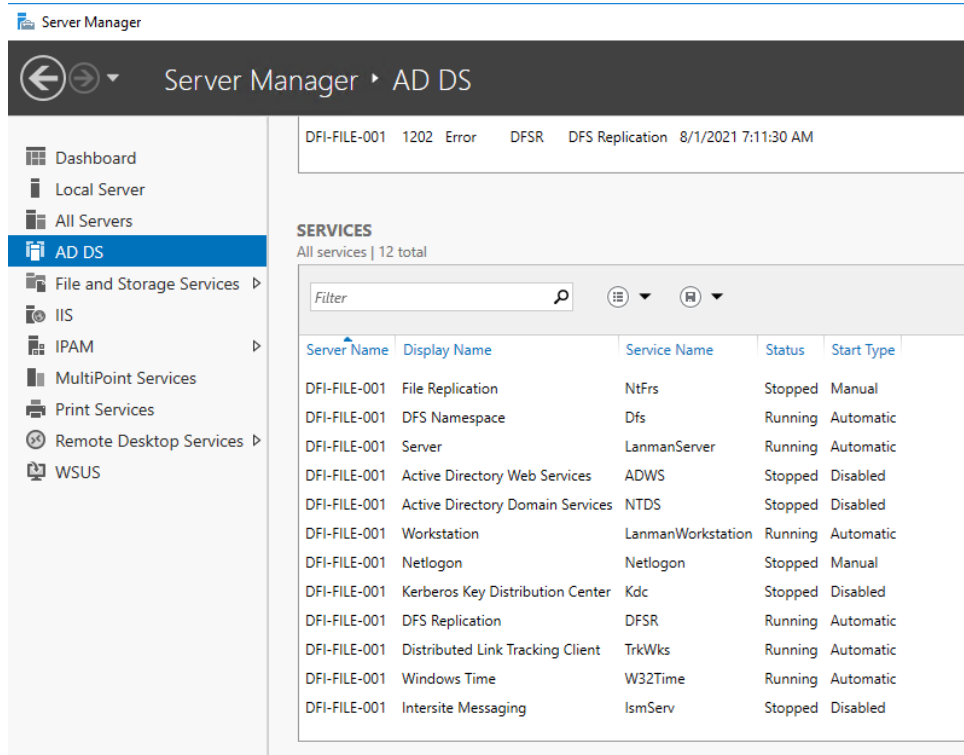 Server Manager
Server Manager ‣ AD DS
Dashboard
Local Server
All Servers
AD DS
File and Storage Services
IIS
IPAM
MultiPoint Services
Print Services
Remote Desktop Services
WSUS
DFI-FILE-001 1202 Error DFSR DFS Replication 8/1/2021 7:11:30 AM
SERVICES
All services | 12 total
Filter
Server Name Display Name Service Name Status Start Type
DFI-FILE-001 File Replication NtFrs Stopped Manual
DFI-FILE-001 DFS Namespace Dfs Running Automatic
DFI-FILE-001 Server LanmanServer Running Automatic
DFI-FILE-001 Active Directory Web Services ADWS Stopped Disabled
DFI-FILE-001 Active Directory Domain Services NTDS Stopped Disabled
DFI-FILE-001 Workstation LanmanWorkstation Running Automatic
DFI-FILE-001 Netlogon Netlogon Stopped Manual
DFI-FILE-001 Kerberos Key Distribution Center Kdc Stopped Disabled
DFI-FILE-001 DFS Replication DFSR Running Automatic
DFI-FILE-001 Distributed Link Tracking Client TrkWks Running Automatic
DFI-FILE-001 Windows Time W32Time Running Automatic
DFI-FILE-001 Intersite Messaging IsmServ Stopped Disabled